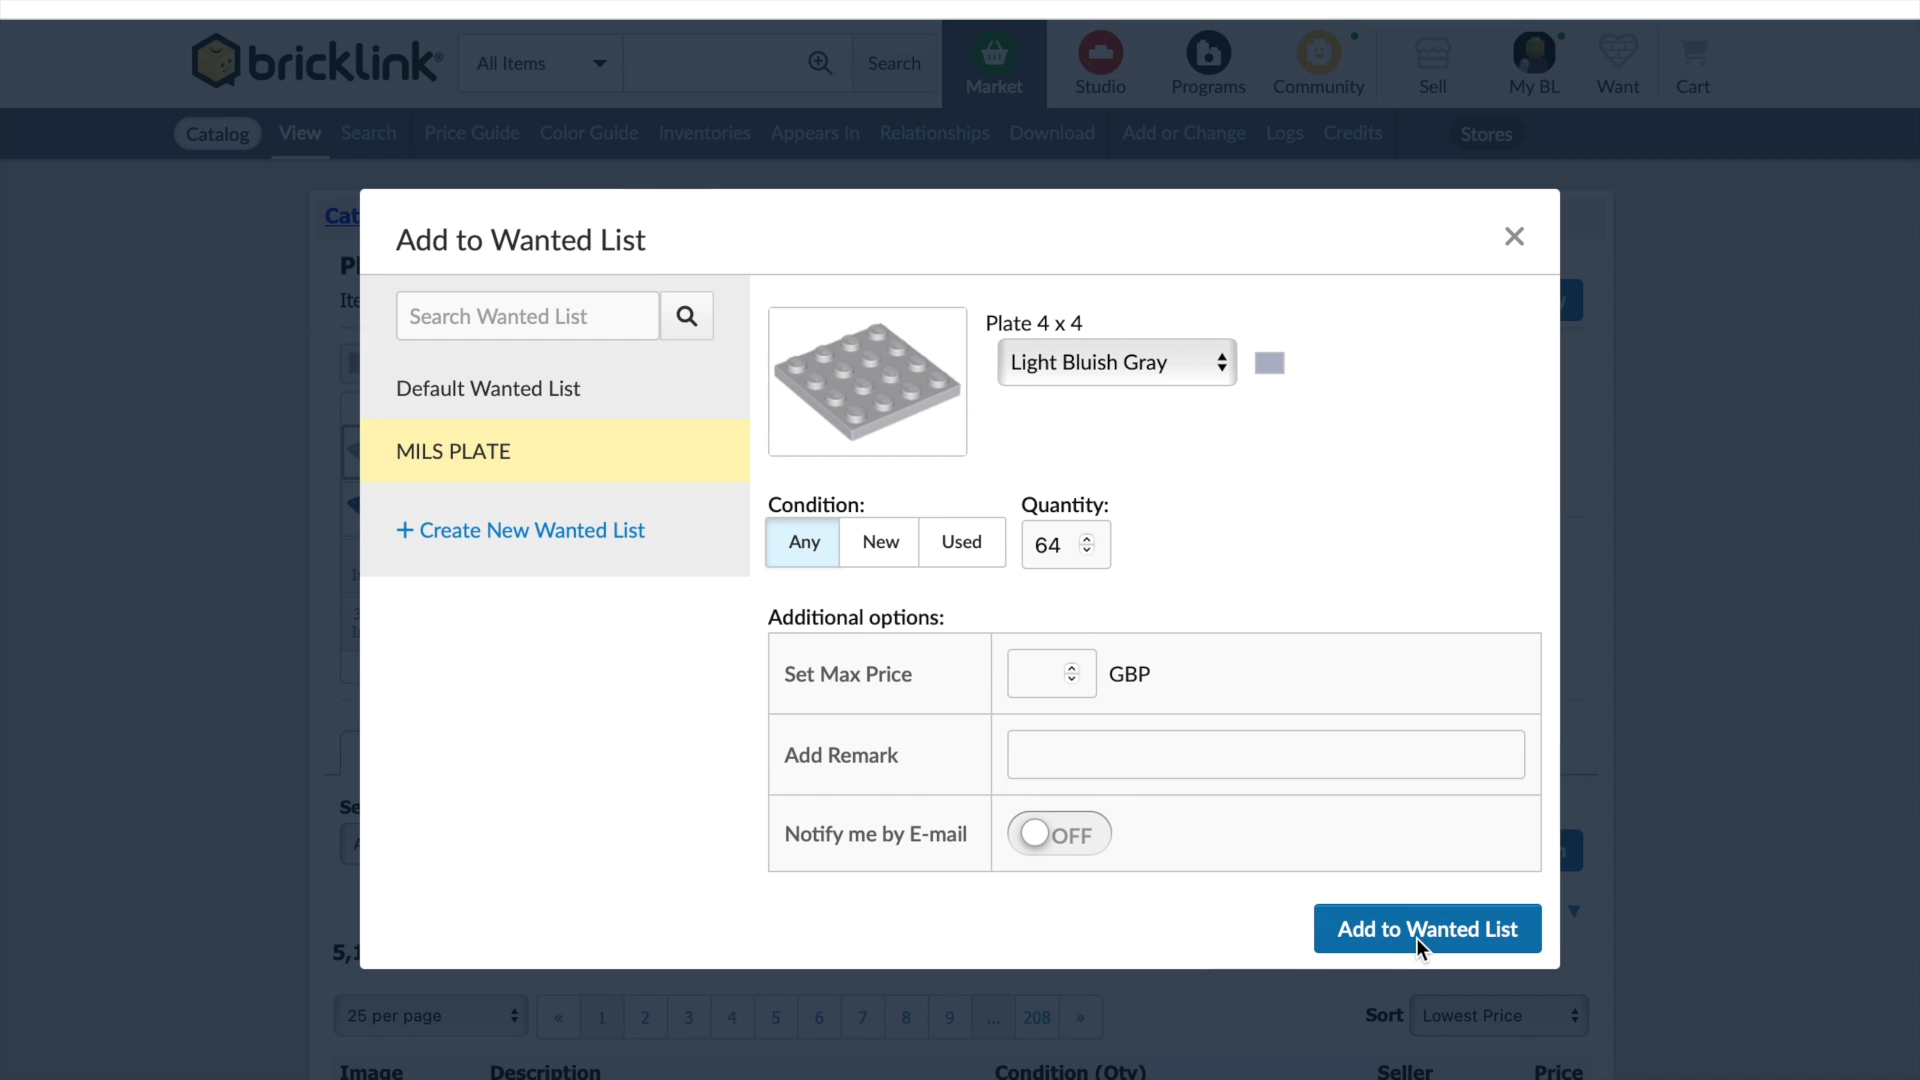 bricklink®
All Items
Search
Market
Studio
Programs
Community
Sell
My BL
Want
Cart
Catalog
View
Search
Price Guide
Color Guide
Inventories
Appears In
Relationships
Download
Add or Change
Logs
Credits
Stores
Cat
Add to Wanted List
Search Wanted List
Default Wanted List
MILS PLATE
+ Create New Wanted List
Plate 4 x 4
Light Bluish Gray
Condition:
Quantity:
Any
New
Used
64
Additional options:
Set Max Price
GBP
Add Remark
Notify me by E-mail
OFF
Add to Wanted List
25 per page
« 1 2 3 4 5 6 7 8 9 ... 208 »
Sort
Lowest Price
Image
Description
Condition (Qty)
Seller
Price